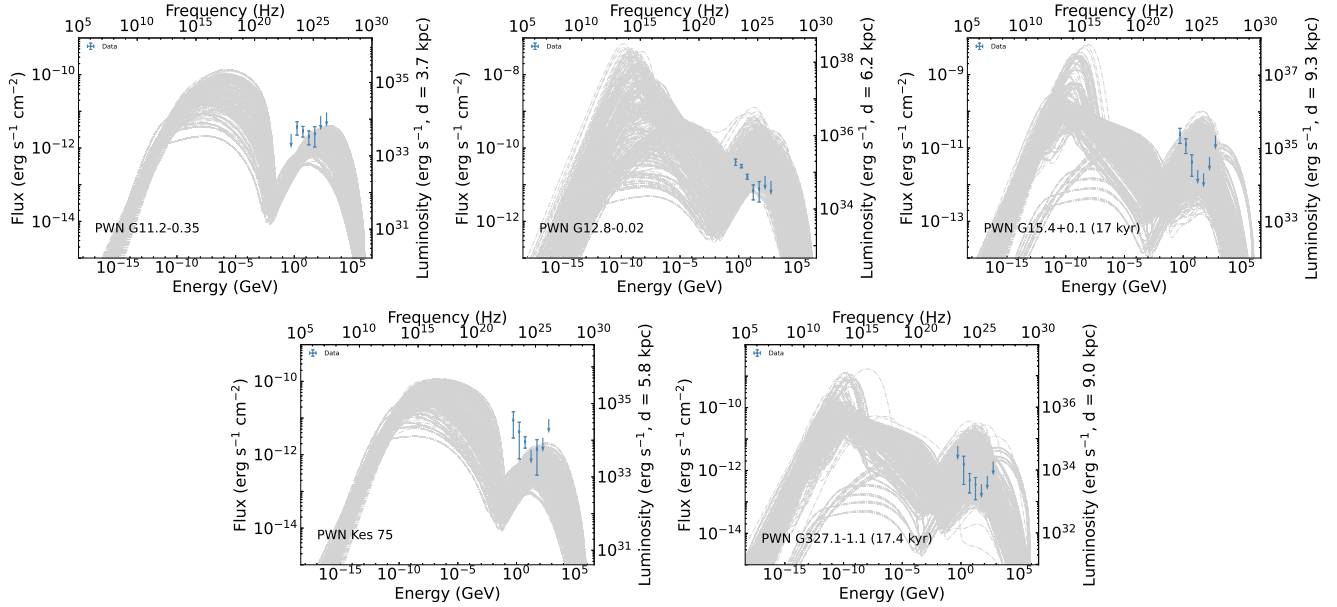 Frequency (Hz)
10^5 10^10 10^15 10^20 10^25 10^30
Data
Flux (erg s^−1 cm^−2)
10^−10
10^−12
10^−14
PWN G11.2-0.35
10^35
10^33
10^31
Luminosity (erg s^−1, d = 3.7 kpc)
10^−15 10^−10 10^−5 10^0 10^5
Energy (GeV)
Frequency (Hz)
10^5 10^10 10^15 10^20 10^25 10^30
Data
Flux (erg s^−1 cm^−2)
10^−8
10^−10
10^−12
PWN G12.8-0.02
10^38
10^36
10^34
Luminosity (erg s^−1, d = 6.2 kpc)
10^−15 10^−10 10^−5 10^0 10^5
Energy (GeV)
Frequency (Hz)
10^5 10^10 10^15 10^20 10^25 10^30
Data
Flux (erg s^−1 cm^−2)
10^−9
10^−11
10^−13
PWN G15.4+0.1 (17 kyr)
10^37
10^35
10^33
Luminosity (erg s^−1, d = 9.3 kpc)
10^−15 10^−10 10^−5 10^0 10^5
Energy (GeV)
Frequency (Hz)
10^5 10^10 10^15 10^20 10^25 10^30
Data
Flux (erg s^−1 cm^−2)
10^−10
10^−12
10^−14
PWN Kes 75
10^35
10^33
10^31
Luminosity (erg s^−1, d = 5.8 kpc)
10^−15 10^−10 10^−5 10^0 10^5
Energy (GeV)
Frequency (Hz)
10^5 10^10 10^15 10^20 10^25 10^30
Data
Flux (erg s^−1 cm^−2)
10^−10
10^−12
10^−14
PWN G327.1-1.1 (17.4 kyr)
10^36
10^34
10^32
Luminosity (erg s^−1, d = 9.0 kpc)
10^−15 10^−10 10^−5 10^0 10^5
Energy (GeV)